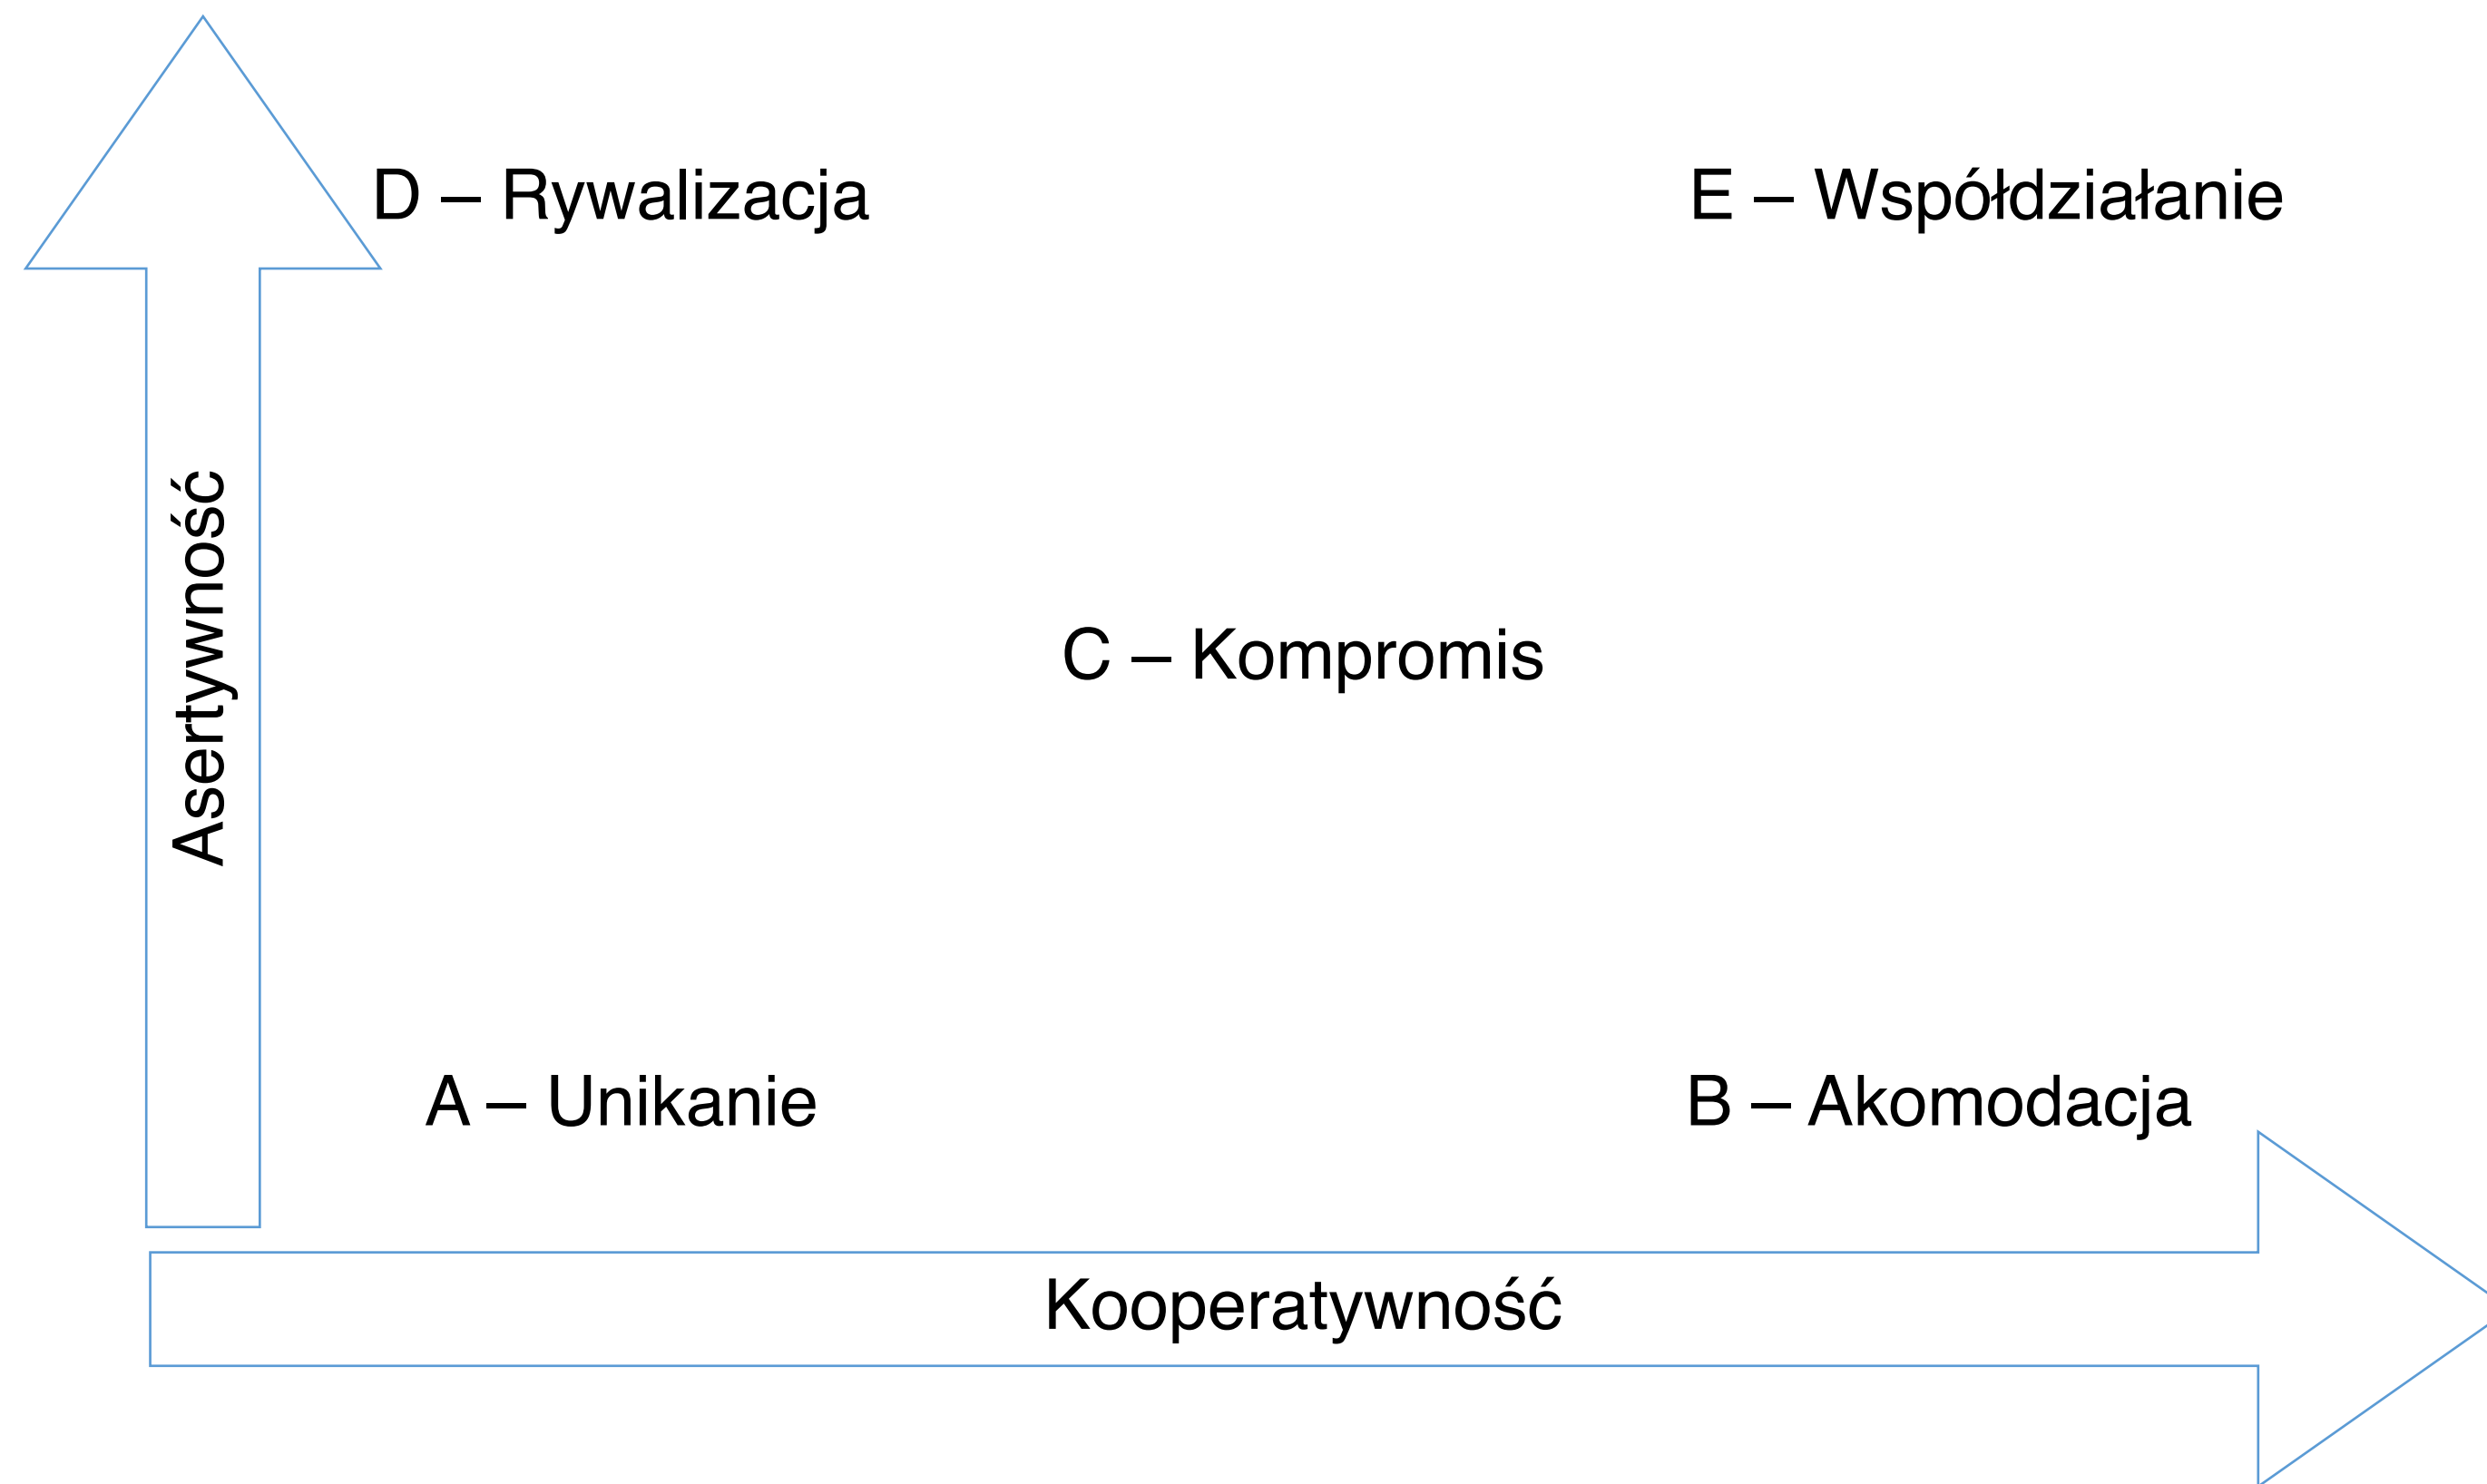 D – Rywalizacja
E – Współdziałanie
Asertywność
C – Kompromis
A – Unikanie
B – Akomodacja
Kooperatywność